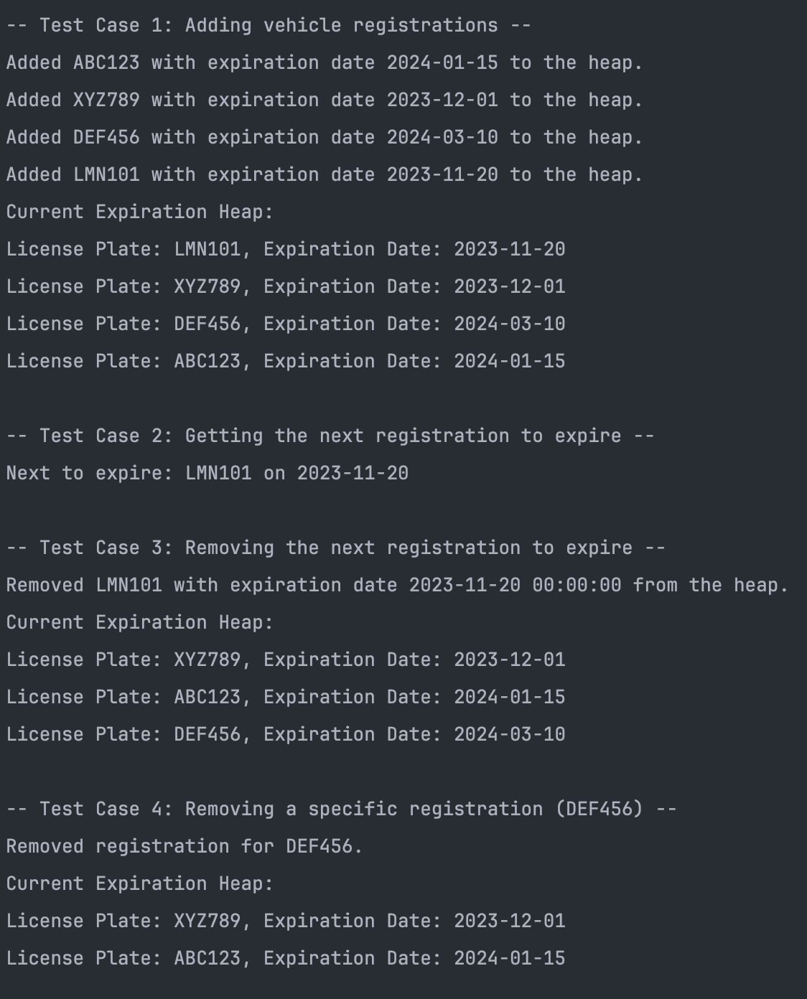 -- Test Case 1: Adding vehicle registrations --
Added ABC123 with expiration date 2024-01-15 to the heap.
Added XYZ789 with expiration date 2023-12-01 to the heap.
Added DEF456 with expiration date 2024-03-10 to the heap.
Added LMN101 with expiration date 2023-11-20 to the heap.
Current Expiration Heap:
License Plate: LMN101, Expiration Date: 2023-11-20
License Plate: XYZ789, Expiration Date: 2023-12-01
License Plate: DEF456, Expiration Date: 2024-03-10
License Plate: ABC123, Expiration Date: 2024-01-15

-- Test Case 2: Getting the next registration to expire --
Next to expire: LMN101 on 2023-11-20

-- Test Case 3: Removing the next registration to expire --
Removed LMN101 with expiration date 2023-11-20 00:00:00 from the heap.
Current Expiration Heap:
License Plate: XYZ789, Expiration Date: 2023-12-01
License Plate: ABC123, Expiration Date: 2024-01-15
License Plate: DEF456, Expiration Date: 2024-03-10

-- Test Case 4: Removing a specific registration (DEF456) --
Removed registration for DEF456.
Current Expiration Heap:
License Plate: XYZ789, Expiration Date: 2023-12-01
License Plate: ABC123, Expiration Date: 2024-01-15